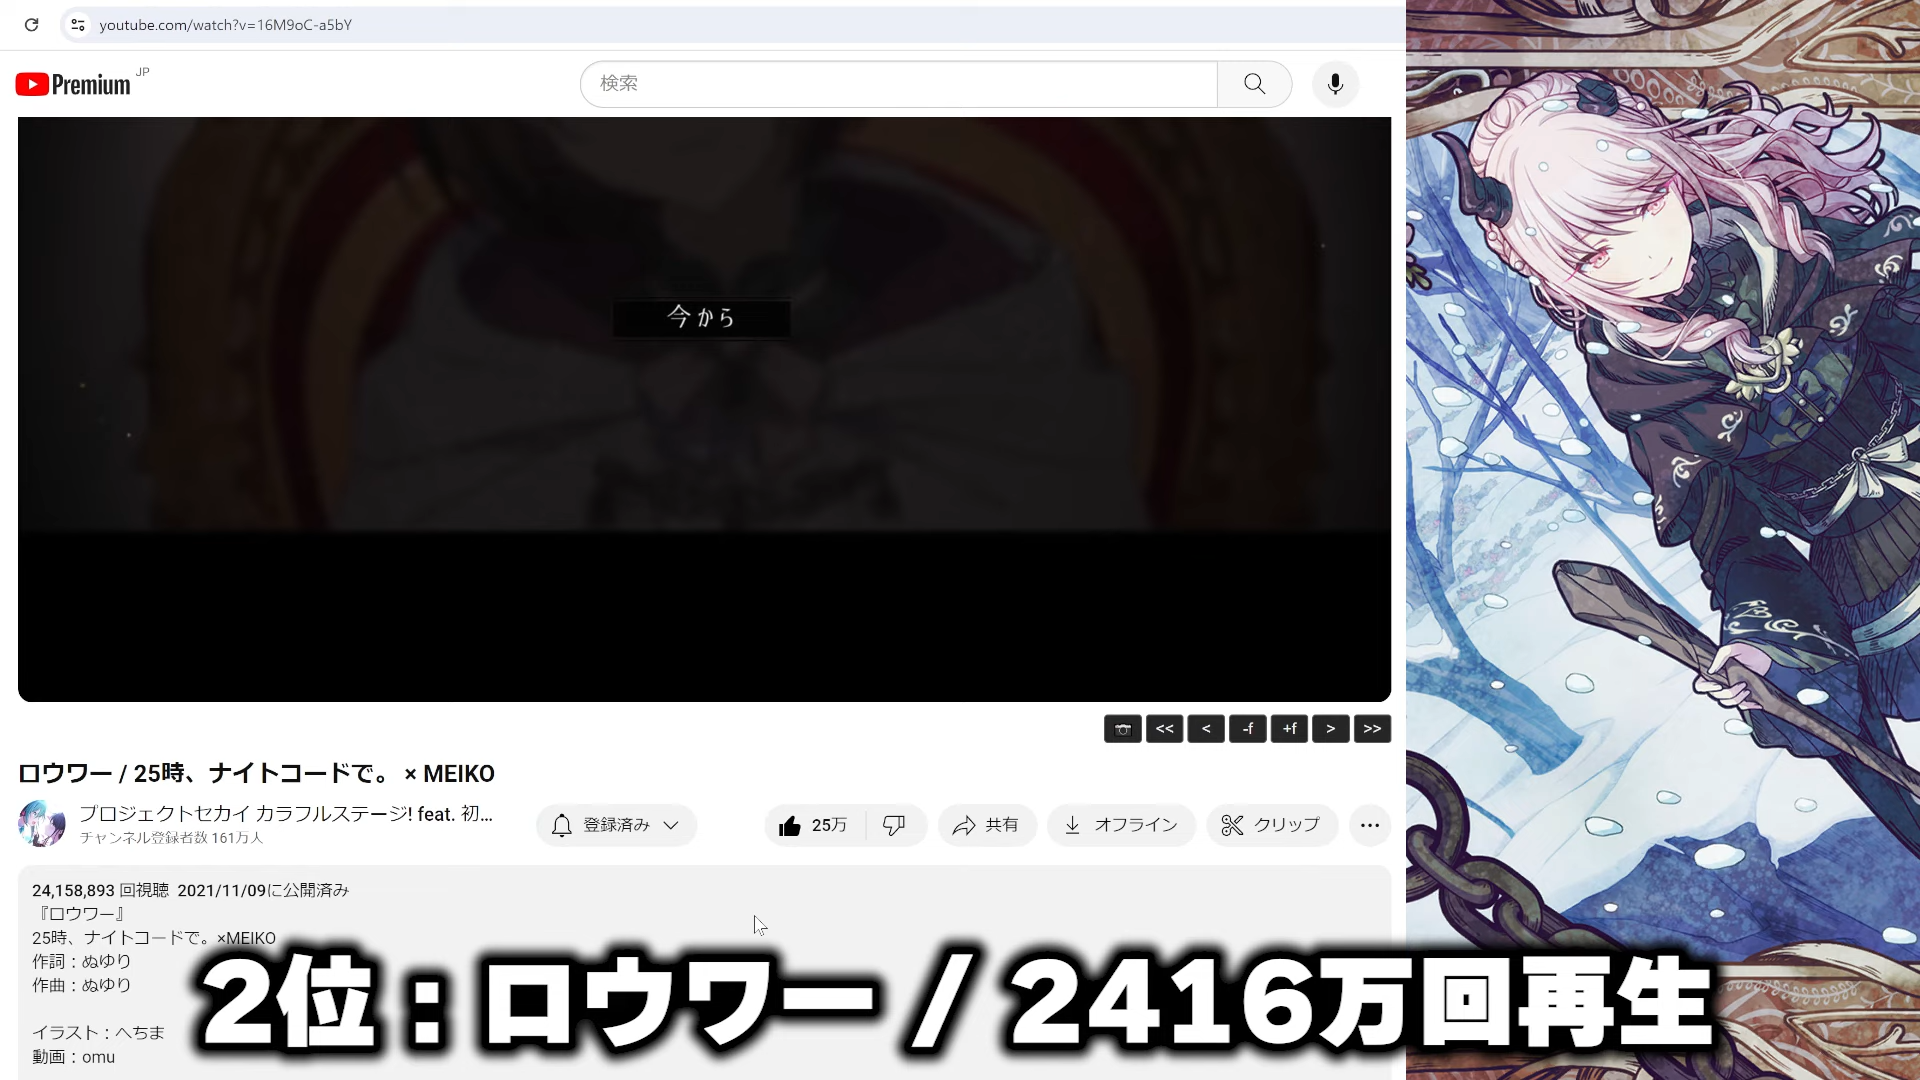 youtube.com/watch?v=16M9oC-a5bY
Premium JP
検索
今から
<< < -f +f > >>
ロウワー / 25時、ナイトコードで。 × MEIKO
プロジェクトセカイ カラフルステージ! feat. 初...
チャンネル登録者数 161万人
登録済み
25万
共有
オフライン
クリップ
24,158,893 回視聴 2021/11/09に公開済み
『ロウワー』
25時、ナイトコードで。×MEIKO
作詞：ぬゆり
作曲：ぬゆり
イラスト：へちま
動画：omu
2位：ロウワー / 2416万回再生